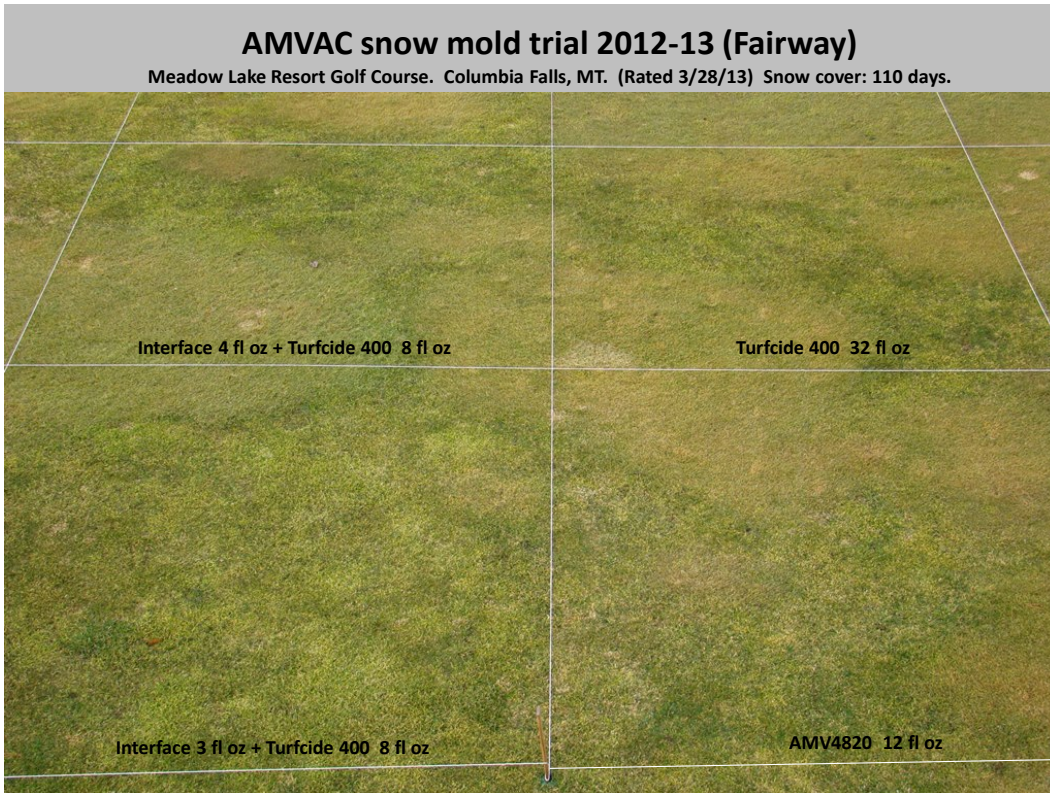 AMVAC snow mold trial 2012-13 (Fairway)
Meadow Lake Resort Golf Course.  Columbia Falls, MT.  (Rated 3/28/13)  Snow cover: 110 days.
Interface 4 fl oz + Turfcide 400  8 fl oz
Turfcide 400  32 fl oz
Interface 3 fl oz + Turfcide 400  8 fl oz
AMV4820  12 fl oz